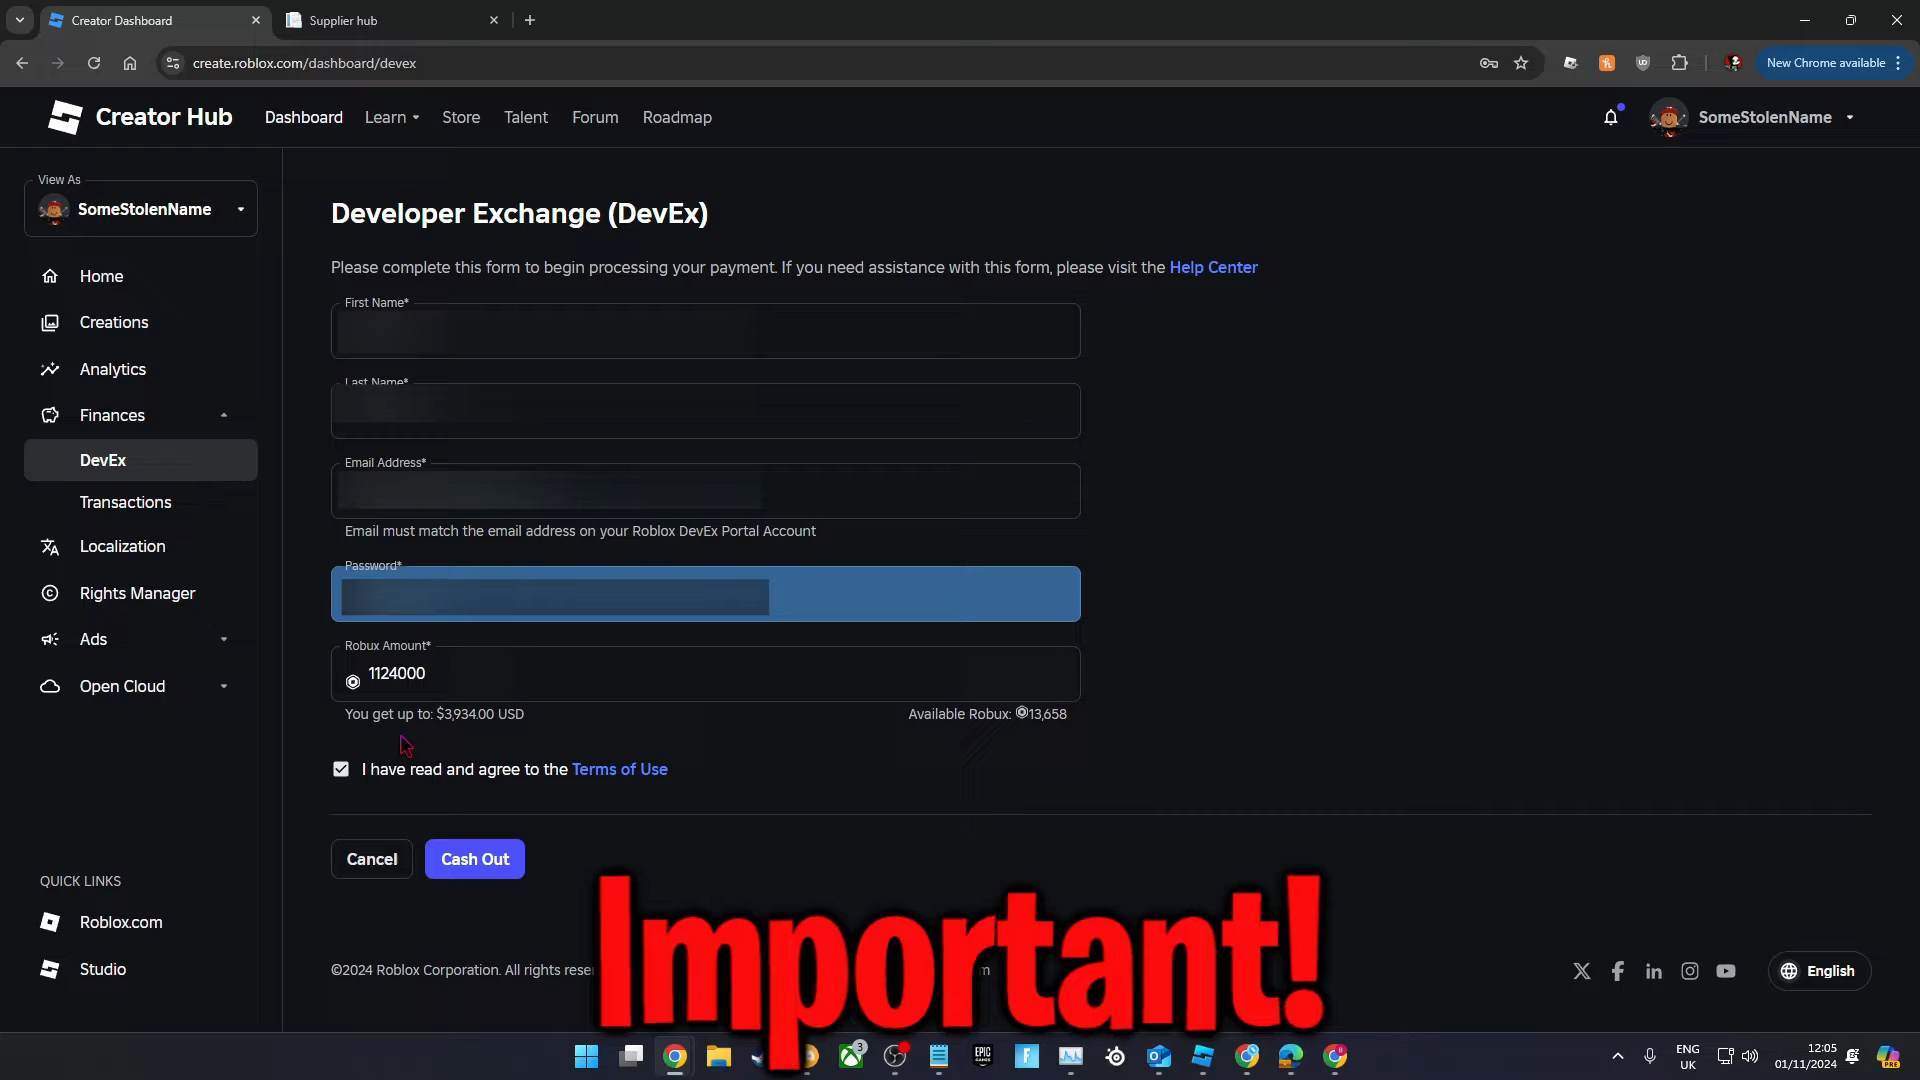 Creator Dashboard
Supplier hub
create.roblox.com/dashboard/devex
New Chrome available
Creator Hub
Dashboard
Learn
Store
Talent
Forum
Roadmap
SomeStolenName
View As
SomeStolenName
Home
Creations
Analytics
Finances
DevEx
Transactions
Localization
Rights Manager
Ads
Open Cloud
QUICK LINKS
Roblox.com
Studio
Developer Exchange (DevEx)
Please complete this form to begin processing your payment. If you need assistance with this form, please visit the Help Center
First Name*
Last Name*
Email Address*
Email must match the email address on your Roblox DevEx Portal Account
Password*
Robux Amount*
1124000
You get up to: $3,934.00 USD
Available Robux: 13,658
I have read and agree to the Terms of Use
Cancel
Cash Out
Important!
©2024 Roblox Corporation. All rights
English
3
EPIC
GAMES
ENG
UK
12:05
01/11/2024
PRE